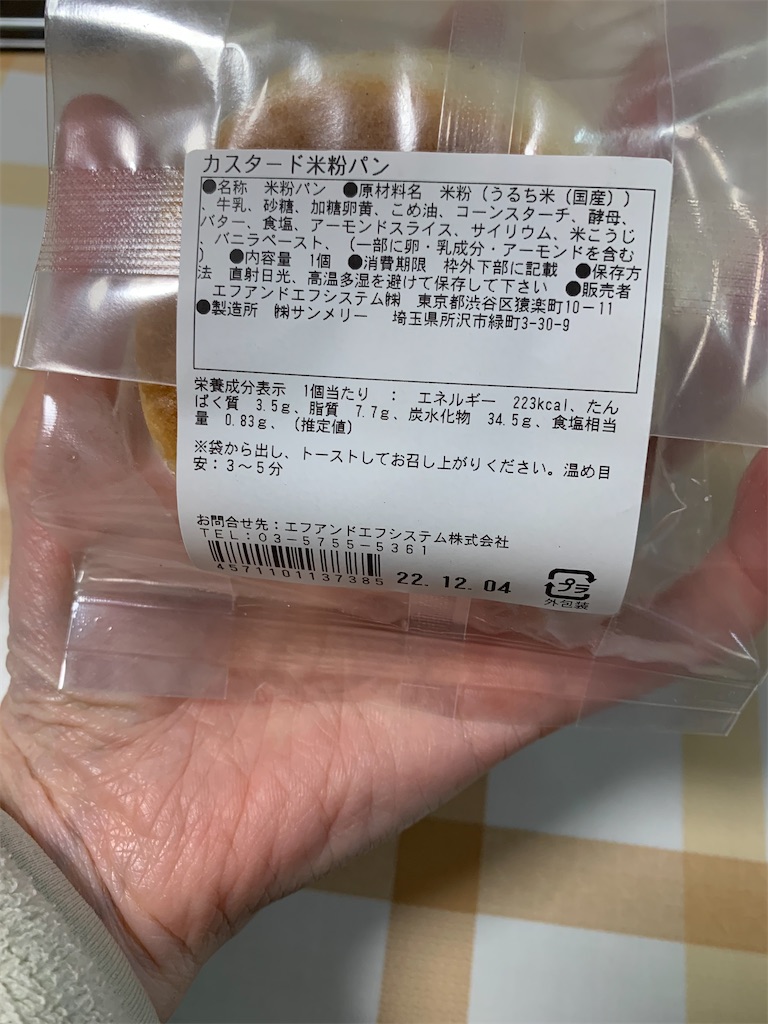 カスタード米粉パン
●名称 米粉パン ●原材料名 米粉（うるち米（国産））
、牛乳、砂糖、加糖卵黄、こめ油、コーンスターチ、酵母、
バター、食塩、アーモンドスライス、サイリウム、米こうじ
、バニラペースト、（一部に卵・乳成分・アーモンドを含む
） ●内容量 1個 ●消費期限 枠外下部に記載 ●保存方
法 直射日光、高温多湿を避けて保存して下さい ●販売者
エフアンドエフシステム㈱ 東京都渋谷区猿楽町10－11
●製造所 ㈱サンメリー 埼玉県所沢市緑町3-30-9
栄養成分表示 1個当たり ： エネルギー 223kcal、たん
ぱく質 3.5g、脂質 7.7g、炭水化物 34.5g、食塩相当
量 0.83g、（推定値）
※袋から出し、トーストしてお召し上がりください。温め目
安：3～5分
お問合せ先：エフアンドエフシステム株式会社
TEL：03-5755-5361
4571101137385 22.12.04
プラ
外包装